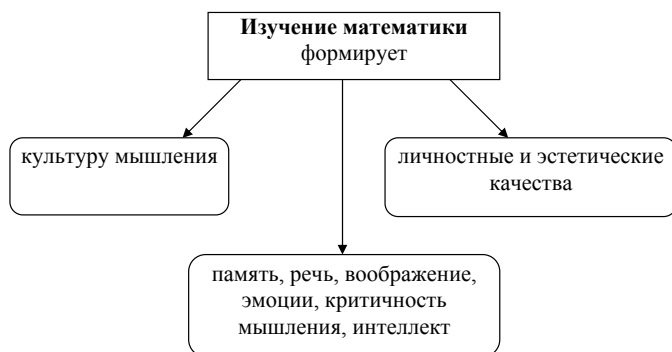 Изучение математики
формирует
культуру мышления
личностные и эстетические
качества
память, речь, воображение,
эмоции, критичность
мышления, интеллект